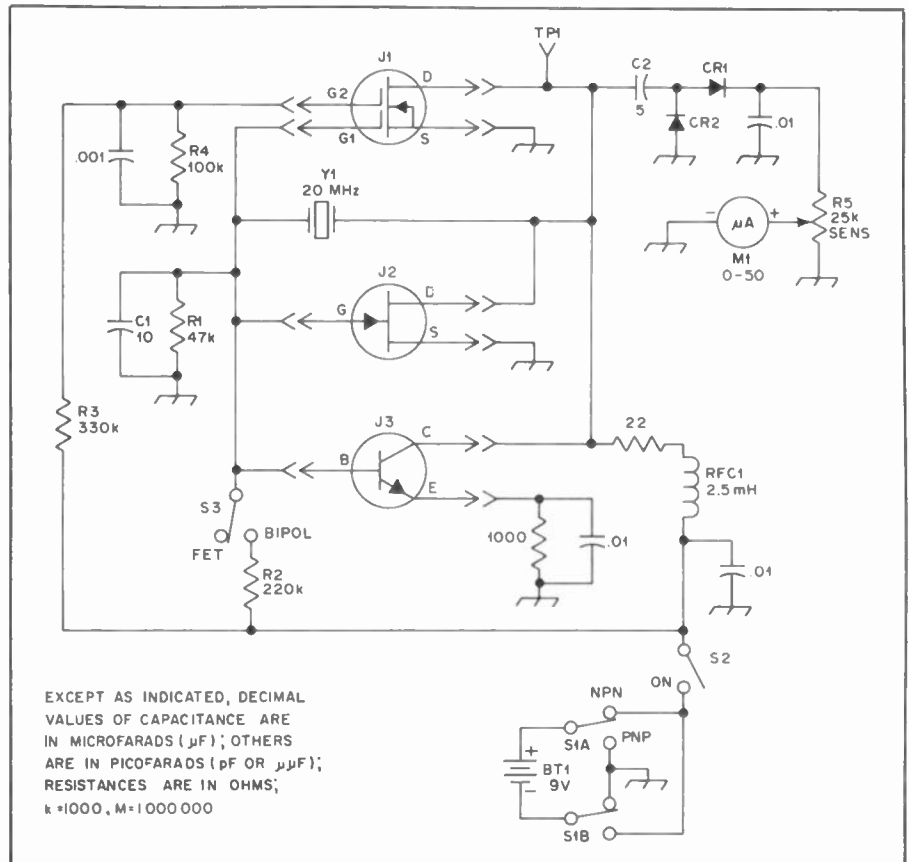 TP1
J1
C2
CR1
G2
D
G1
S
5
CR2
.01
.001
R4
100k
Y1
20 MHz
R5
25k
SENS
− μA +
M1
0-50
J2
G
D
S
C1
10
R1
47k
R3
330k
J3
C
B
E
22
RFC1
2.5mH
S3
FET
BIPOL
R2
220k
1000
.01
.01
S2
ON
NPN
S1A
PNP
+
BT1
9V
−
S1B
EXCEPT AS INDICATED, DECIMAL
VALUES OF CAPACITANCE ARE
IN MICROFARADS (μF); OTHERS
ARE IN PICOFARADS (pF OR μμF);
RESISTANCES ARE IN OHMS;
k=1000, M=1000 000